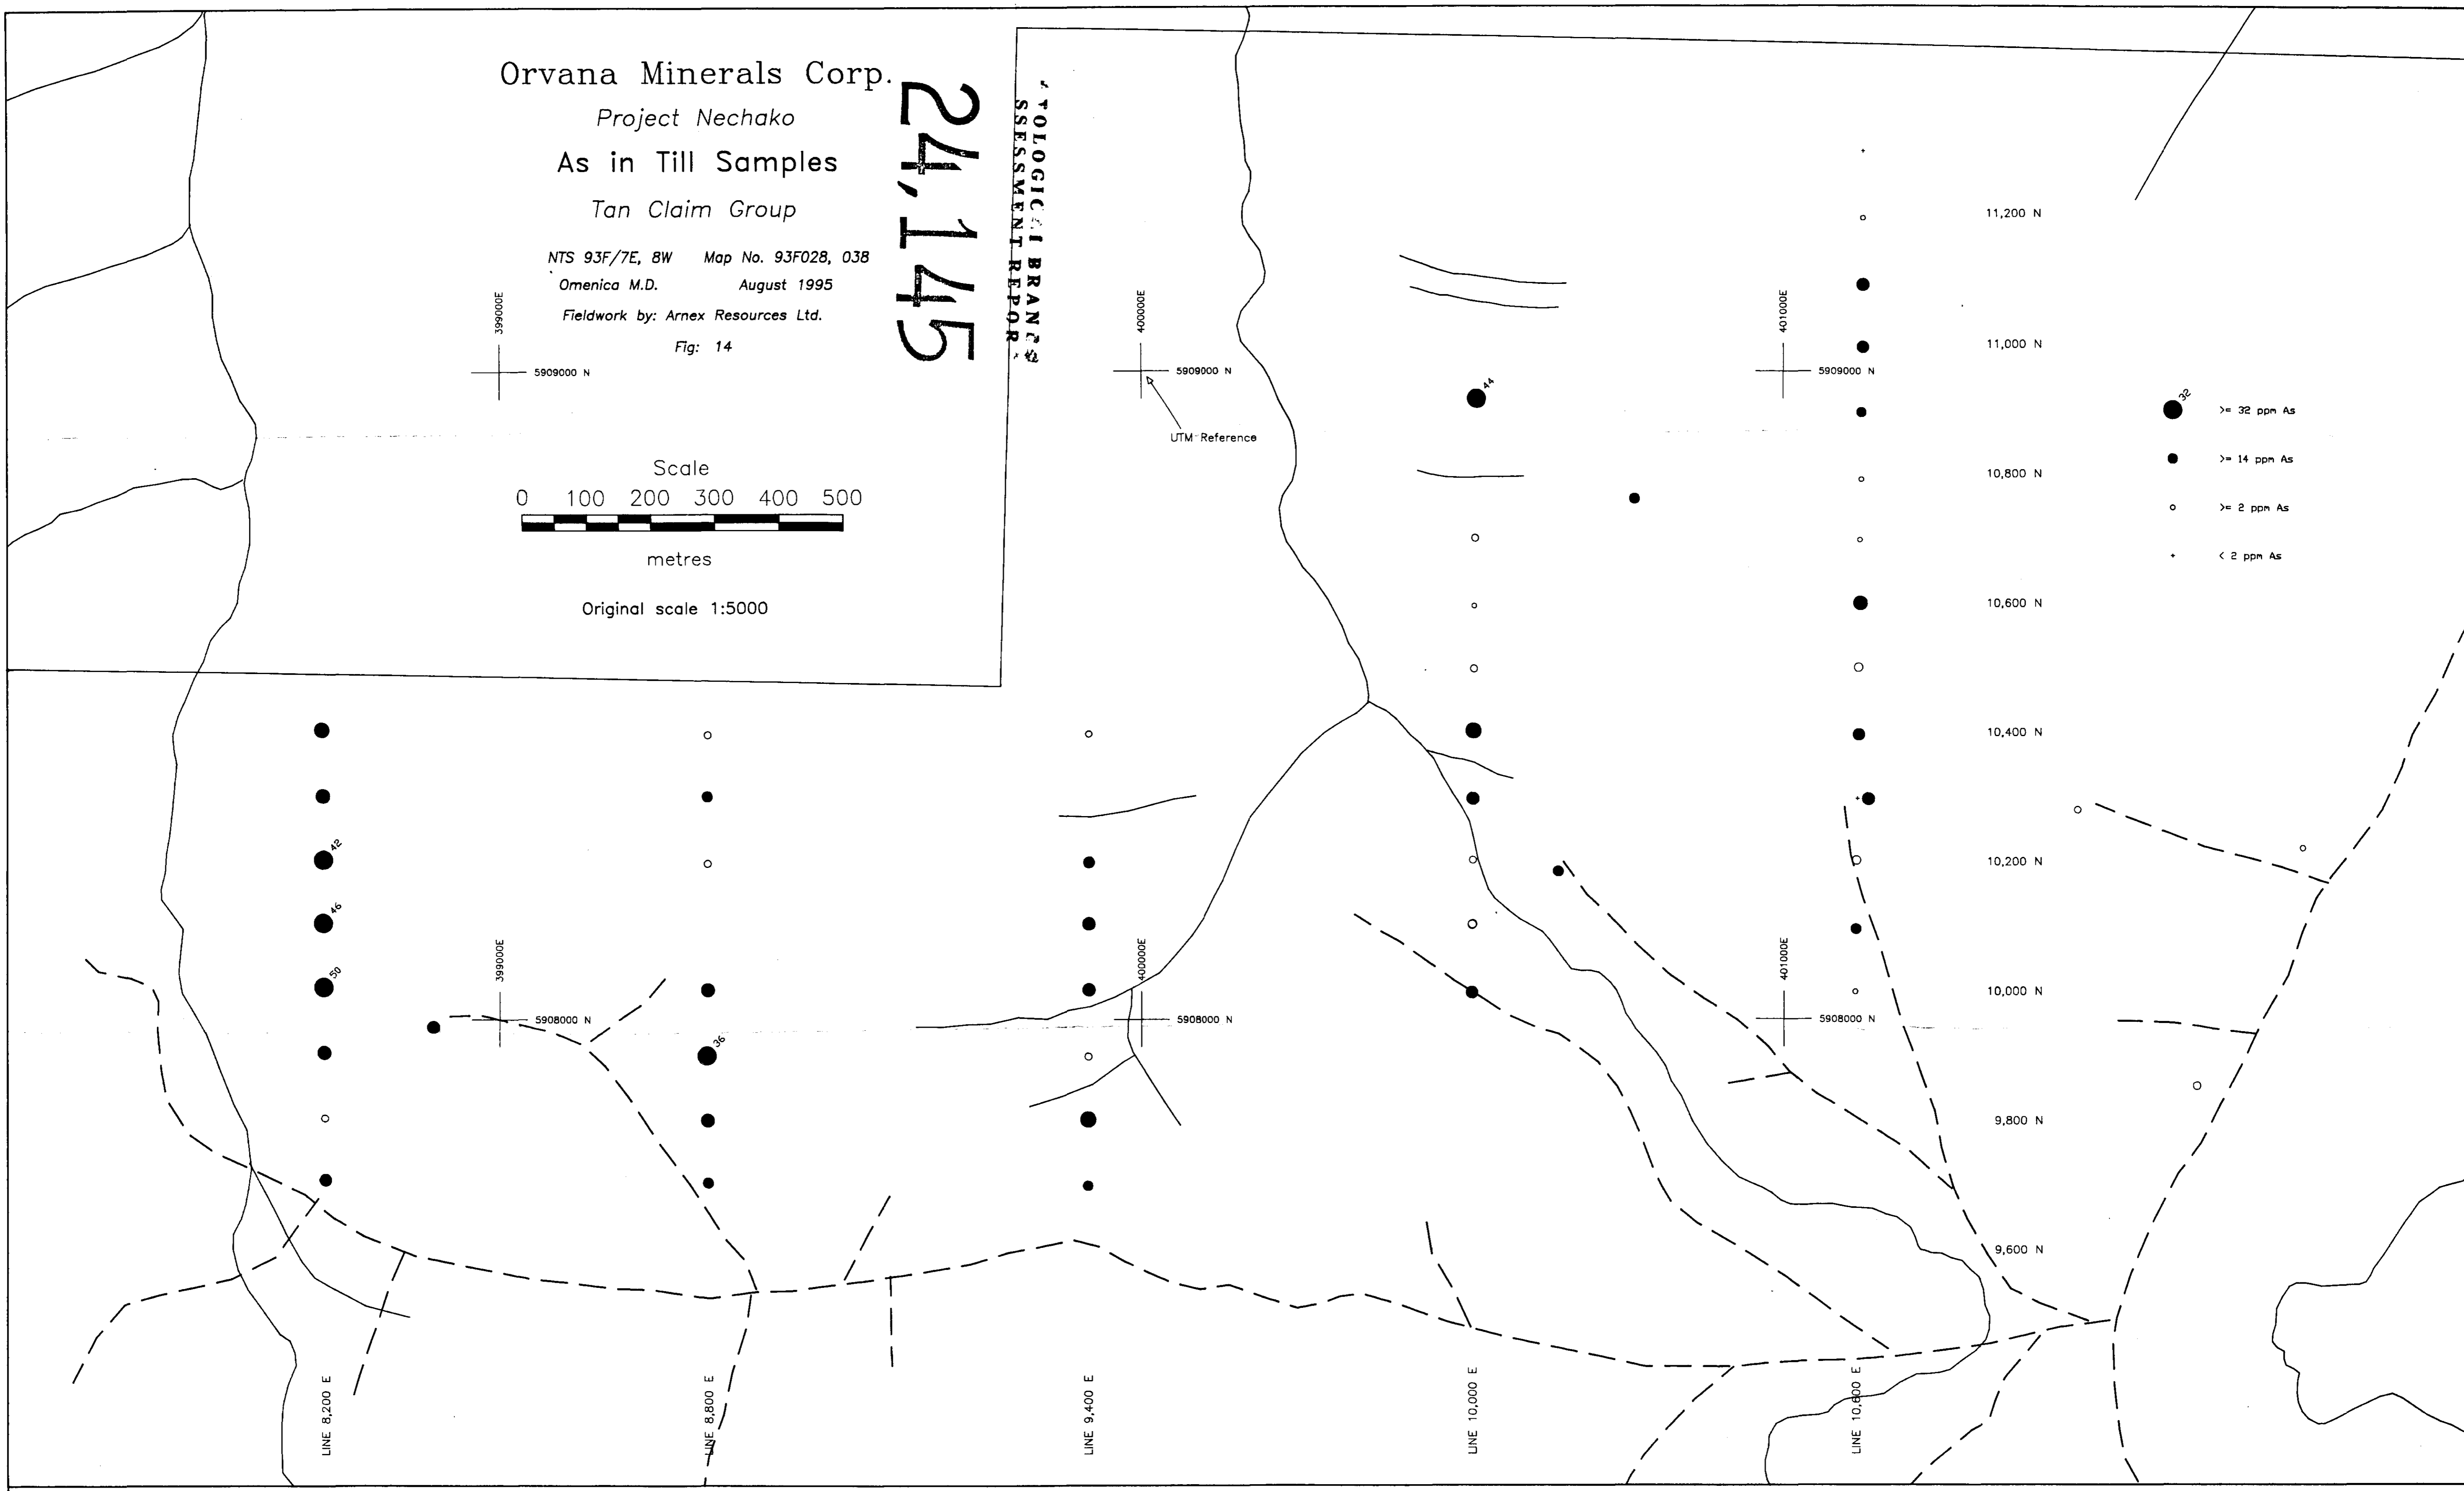 Orvana Minerals Corp.
Project Nechako
As in Till Samples
Tan Claim Group
NTS 93F/7E, 8W Map No. 93F028, 038
Omenica M.D. August 1995
Fieldwork by: Arnex Resources Ltd.
Fig: 14
24,145
SSESSMENT REPOR
Scale
0 100 200 300 400 500
metres
Original scale 1:5000
399000E
5909000 N
400000E
5909000 N
UTM Reference
401000E
5909000 N
44
11,200 N
11,000 N
10,800 N
10,600 N
10,400 N
10,200 N
10,000 N
9,800 N
9,600 N
32
>= 32 ppm As
>= 14 ppm As
>= 2 ppm As
< 2 ppm As
42
46
50
36
399000E
5908000 N
400000E
5908000 N
401000E
5908000 N
LINE 8,200 E
LINE 8,800 E
LINE 9,400 E
LINE 10,000 E
LINE 10,600 E